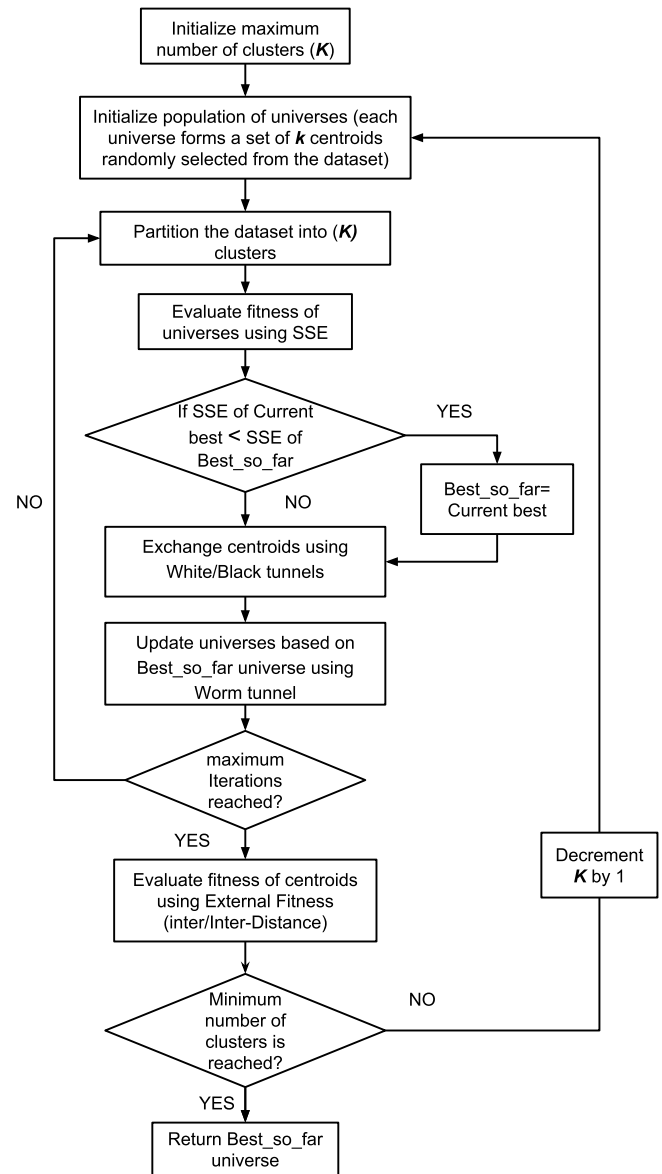 Initialize maximum
number of clusters (K)
Initialize population of universes (each
universe forms a set of k centroids
randomly selected from the dataset)
Partition the dataset into (K)
clusters
Evaluate fitness of
universes using SSE
If SSE of Current
best < SSE of
Best_so_far
YES
NO
Best_so_far=
Current best
NO
Exchange centroids using
White/Black tunnels
Update universes based on
Best_so_far universe using
Worm tunnel
maximum
Iterations
reached?
YES
Evaluate fitness of centroids
using External Fitness
(inter/Inter-Distance)
Decrement
K by 1
Minimum
number of
clusters is
reached?
NO
YES
Return Best_so_far
universe